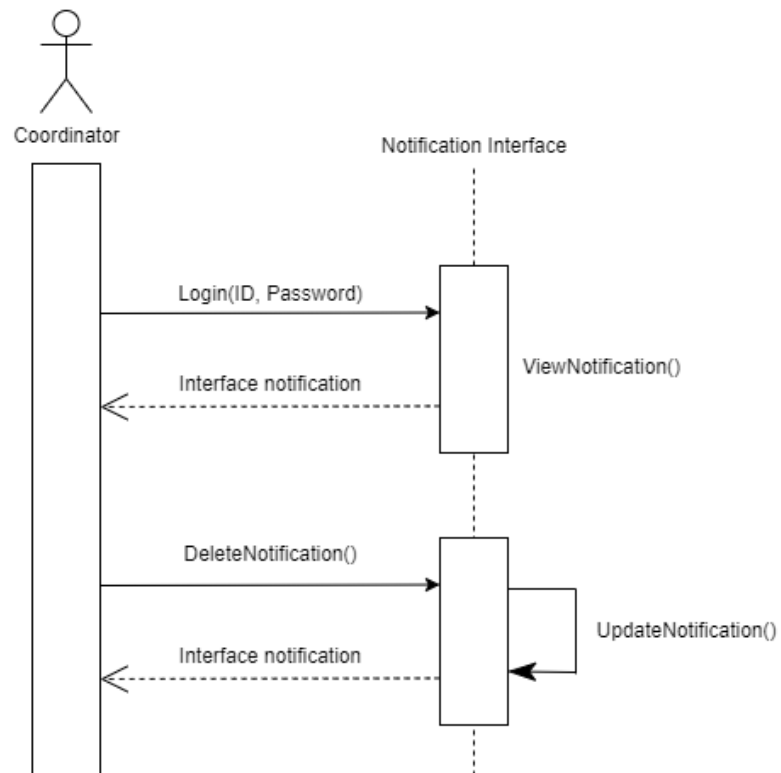 Coordinator
Notification Interface
Login(ID, Password)
ViewNotification()
Interface notification
DeleteNotification()
UpdateNotification()
Interface notification